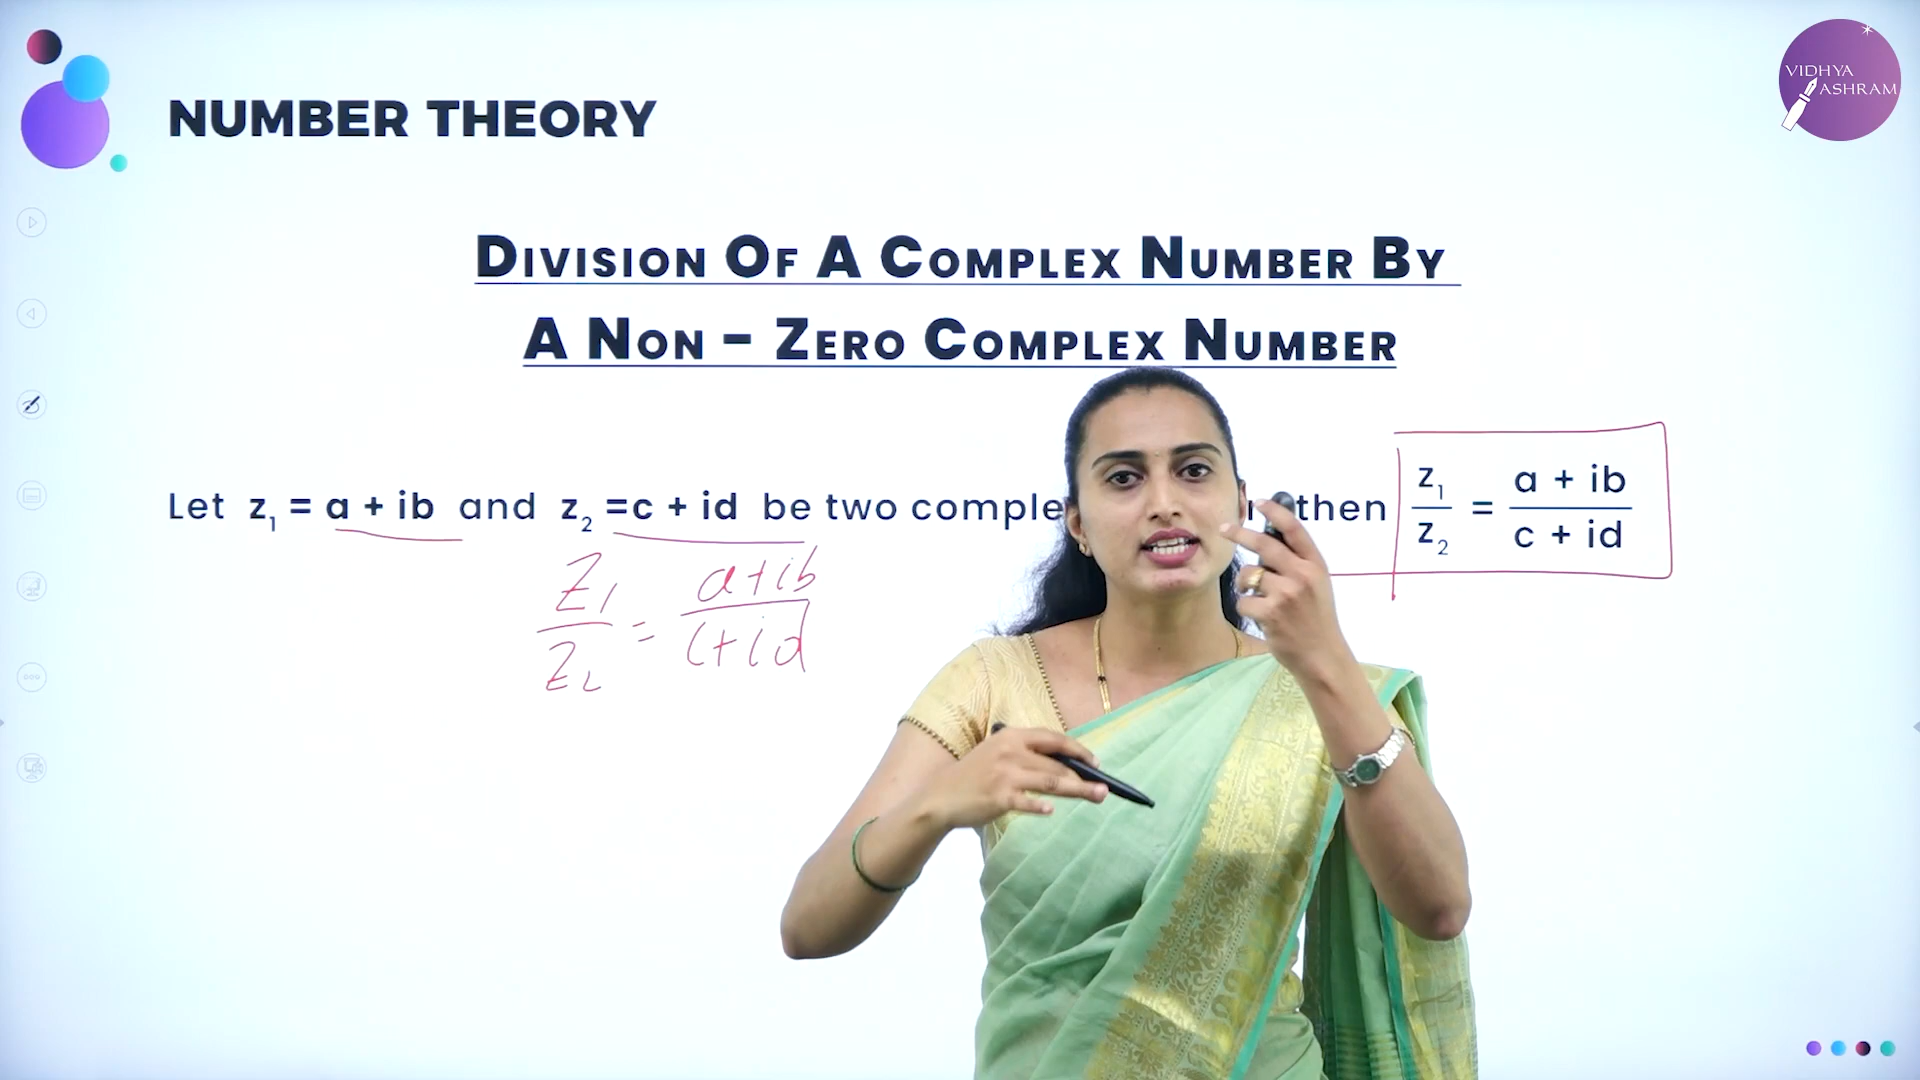 VIDHYA
ASHRAM
NUMBER THEORY
DIVISION OF A COMPLEX NUMBER BY
A NON – ZERO COMPLEX NUMBER
Let z₁ = a + ib and z₂ =c + id be two comple then z₁/z₂ = a + ib/c + id
Z₁/Z₂ = a+ib/c+id